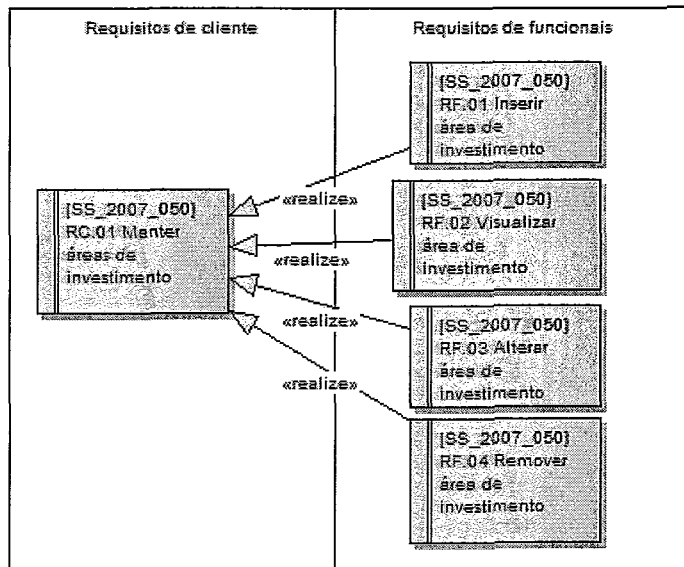 Requisitos de cliente
Requisitos de funcionais
[SS_2007_050]
RF.01 Inserir
área de
investimento
«realize»
[SS_2007_050]
RC.01 Manter
áreas de
investimento
[SS_2007_050]
RF.02 Visualizar
área de
investimento
«realize»
[SS_2007_050]
RF.03 Alterar
área de
investimento
«realize»
[SS_2007_050]
RF.04 Remover
área de
investimento
«realize»